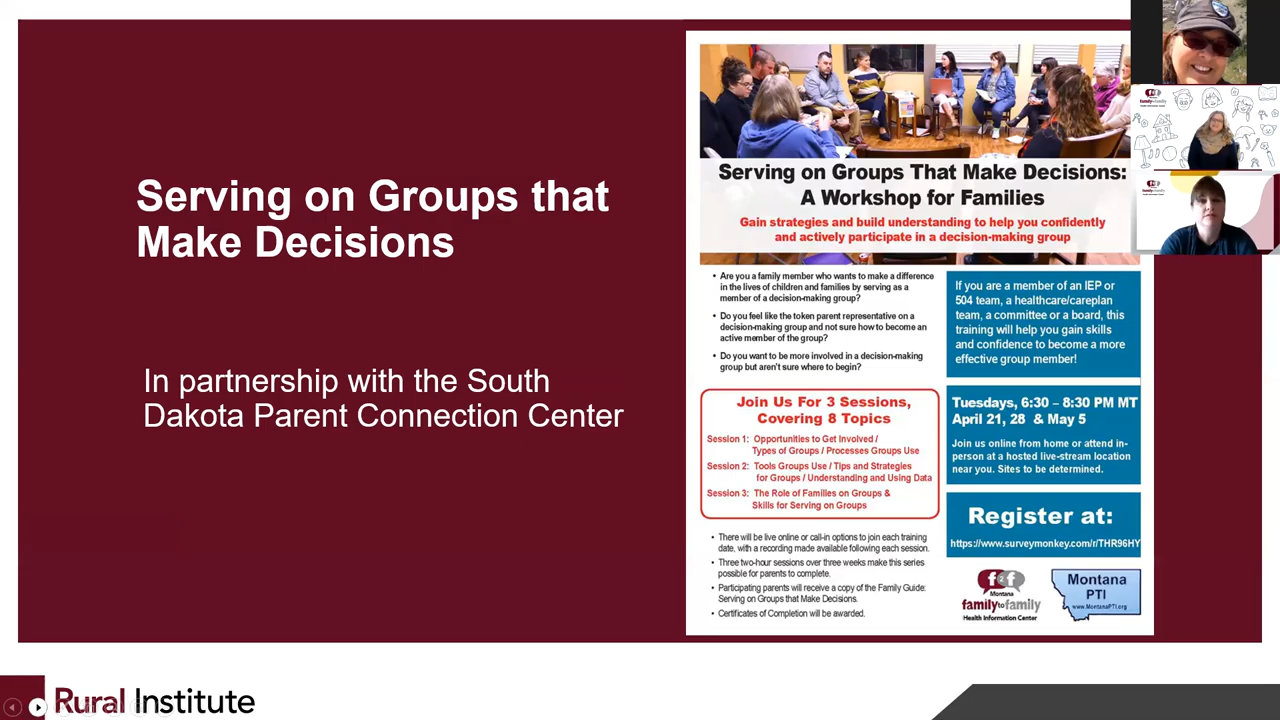 Serving on Groups that
Make Decisions
In partnership with the South
Dakota Parent Connection Center
Serving on Groups That Make Decisions:
A Workshop for Families
Gain strategies and build understanding to help you confidently
and actively participate in a decision-making group
• Are you a family member who wants to make a difference
in the lives of children and families by serving as a
member of a decision-making group?
• Do you feel like the token parent representative on a
decision-making group and not sure how to become an
active member of the group?
• Do you want to be more involved in a decision-making
group but aren't sure where to begin?
If you are a member of an IEP or
504 team, a healthcare/careplan
team, a committee or a board, this
training will help you gain skills
and confidence to become a more
effective group member!
Join Us For 3 Sessions,
Covering 8 Topics
Session 1: Opportunities to Get Involved /
Types of Groups / Processes Groups Use
Session 2: Tools Groups Use / Tips and Strategies
for Groups / Understanding and Using Data
Session 3: The Role of Families on Groups &
Skills for Serving on Groups
Tuesdays, 6:30 – 8:30 PM MT
April 21, 28 & May 5
Join us online from home or attend in-
person at a hosted live-stream location
near you. Sites to be determined.
Register at:
https://www.surveymonkey.com/r/THR96HY
• There will be live online or call-in options to join each training
date, with a recording made available following each session.
• Three two-hour sessions over three weeks make this series
possible for parents to complete.
• Participating parents will receive a copy of the Family Guide:
Serving on Groups that Make Decisions.
• Certificates of Completion will be awarded.
f2f
Montana
family to family
Health Information Center
Montana
PTI
www.MontanaPTI.org
Rural Institute